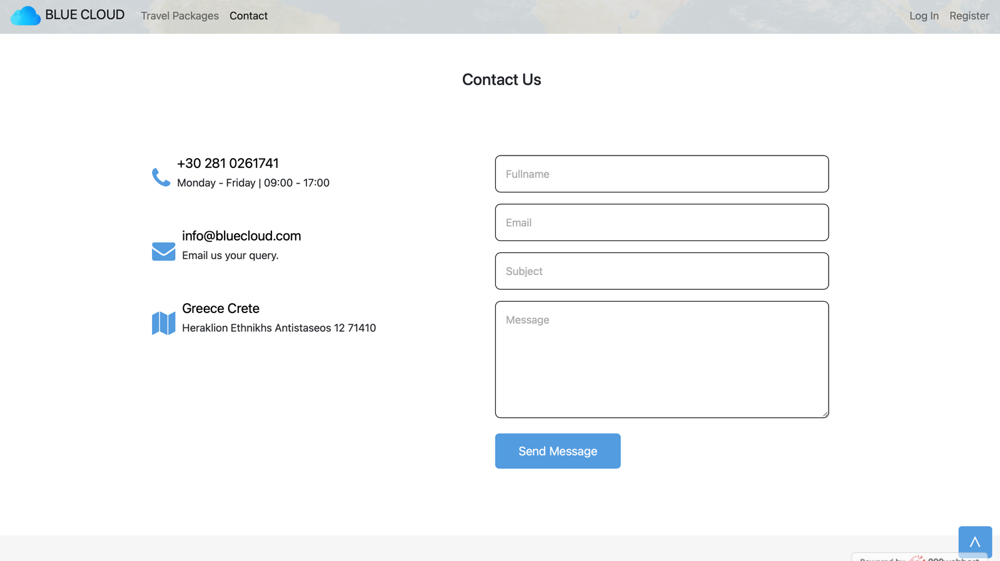 BLUE CLOUD
Travel Packages
Contact
Log In
Register
Contact Us
+30 281 0261741
Monday - Friday | 09:00 - 17:00
info@bluecloud.com
Email us your query.
Greece Crete
Heraklion Ethnikhs Antistaseos 12 71410
Fullname
Email
Subject
Message
Send Message
Powered by